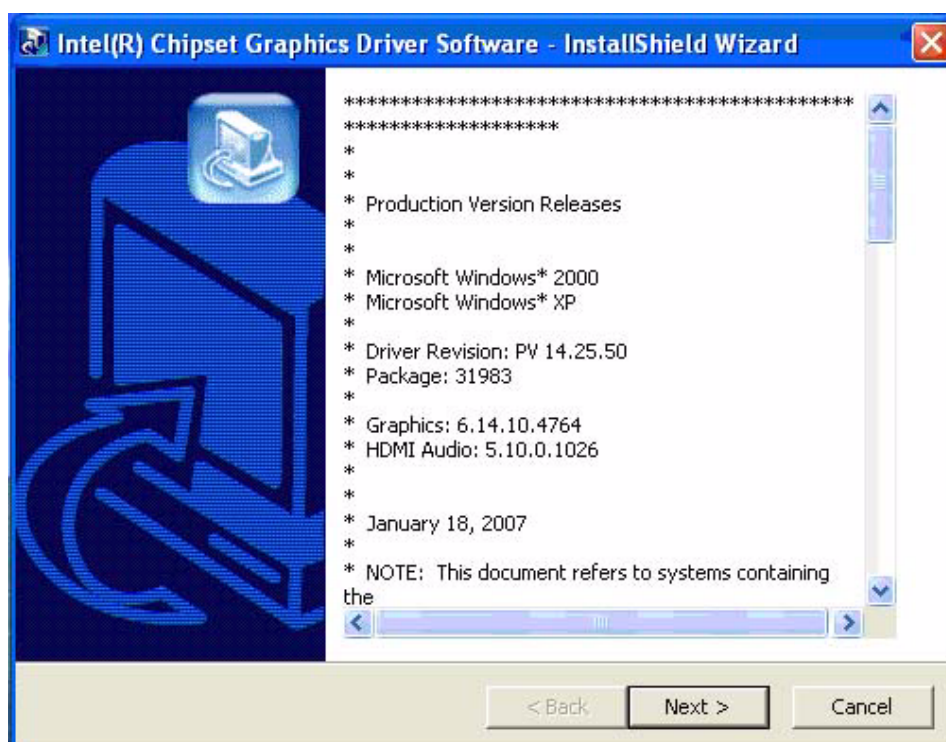 Intel(R) Chipset Graphics Driver Software - InstallShield Wizard
*********************************************
*******************
*
*
* Production Version Releases
*
*
* Microsoft Windows* 2000
* Microsoft Windows* XP
*
* Driver Revision: PV 14.25.50
* Package: 31983
*
* Graphics: 6.14.10.4764
* HDMI Audio: 5.10.0.1026
*
*
* January 18, 2007
*
* NOTE:  This document refers to systems containing
the
< Back
Next >
Cancel